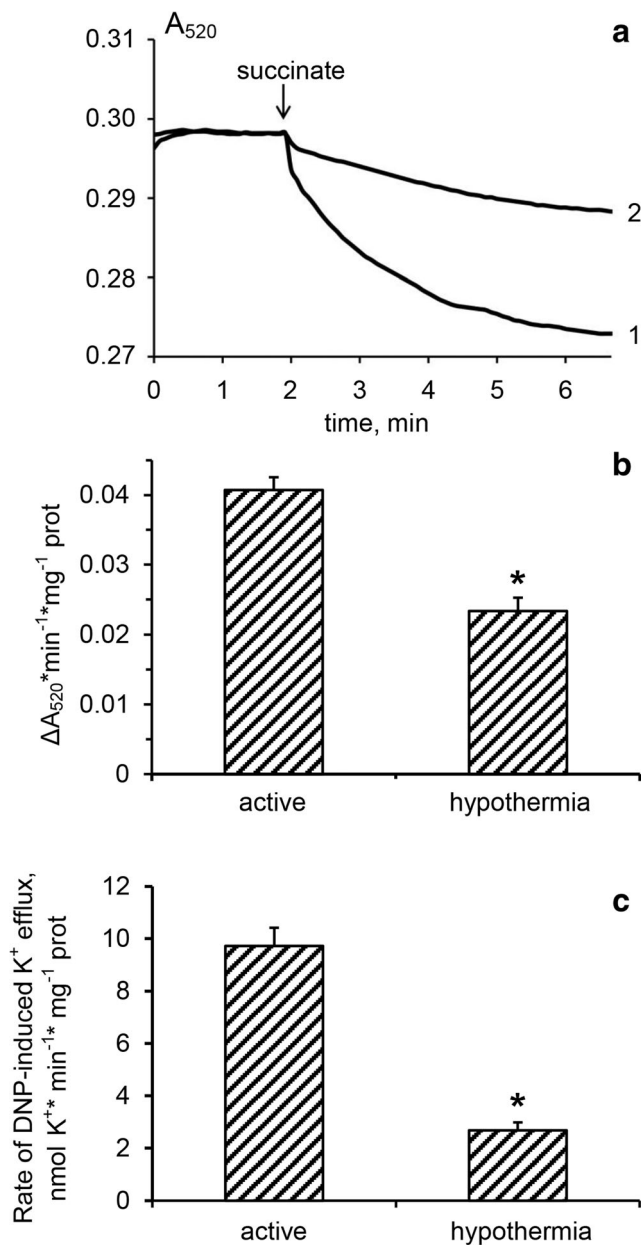 A₅₂₀
a
0.31
succinate
0.30
0.29
2
0.28
1
0.27
0 1 2 3 4 5 6
time, min
b
0.04
*
0.03
0.02
0.01
0
ΔA₅₂₀*min⁻¹*mg⁻¹ prot
active hypothermia
c
12
10
8
6
4
*
2
0
Rate of DNP-induced K⁺ efflux,
nmol K⁺* min⁻¹* mg⁻¹ prot
active hypothermia